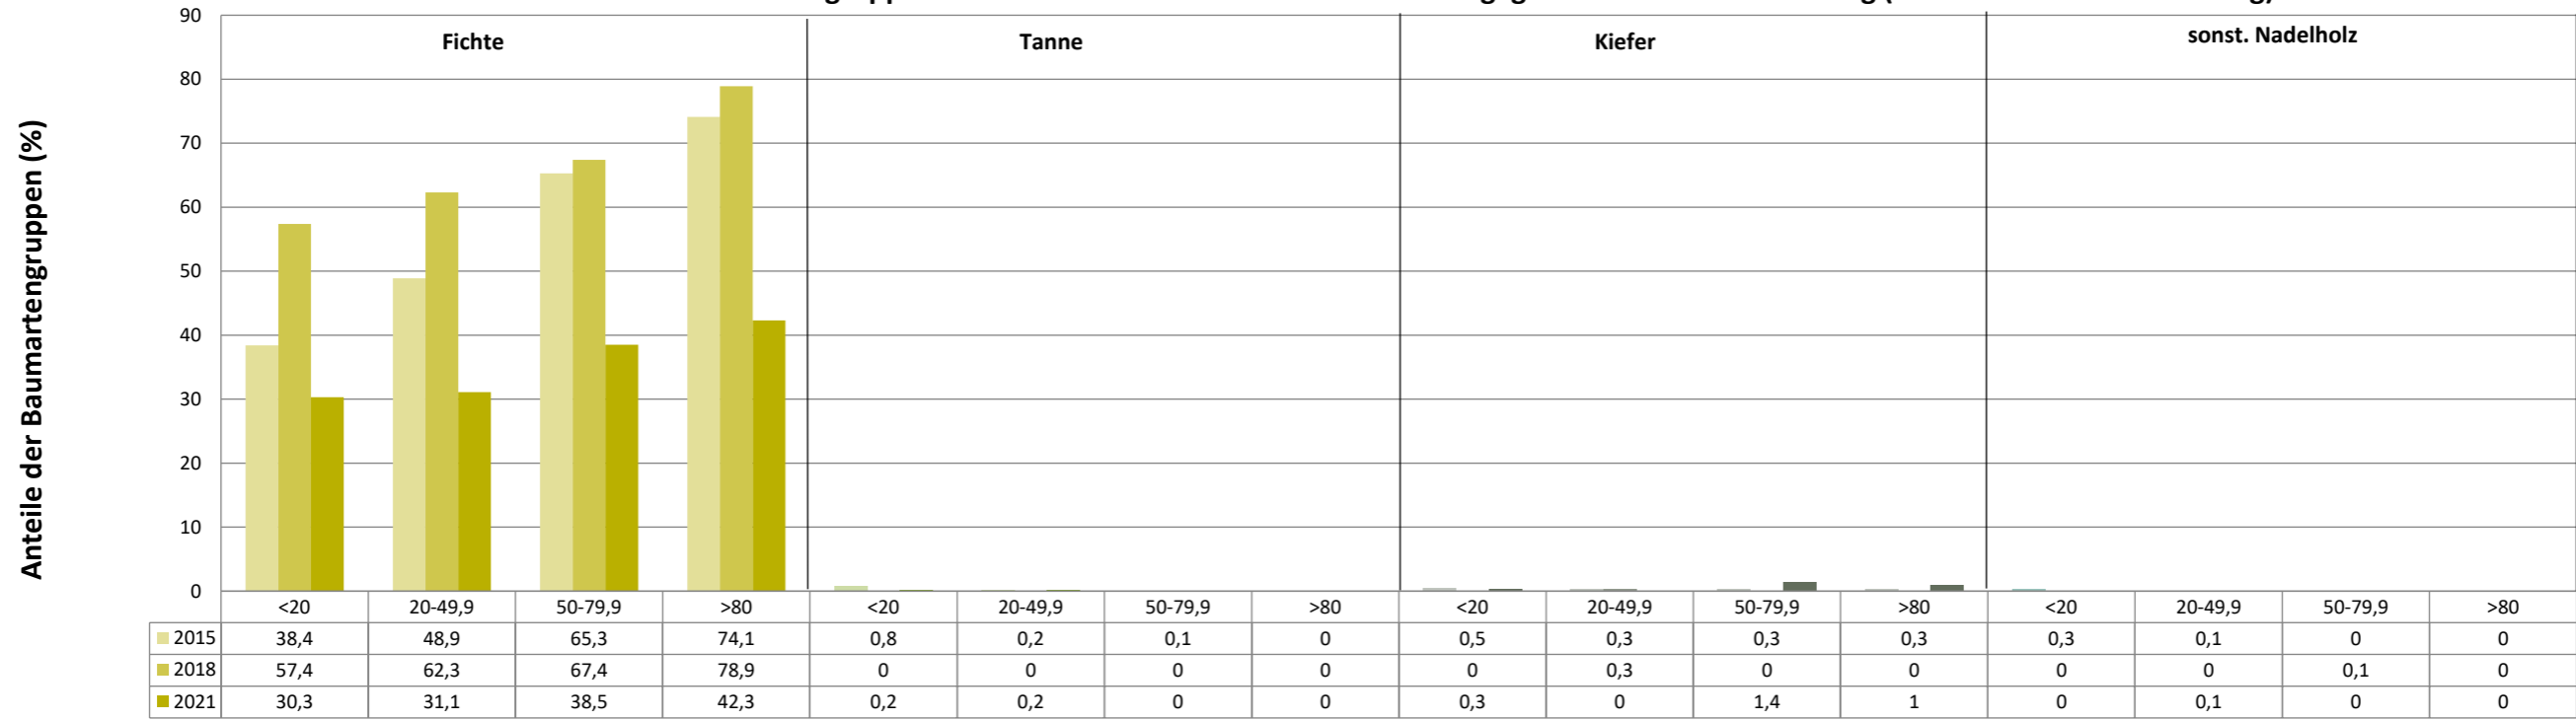 90
Fichte
Tanne
Kiefer
sonst. Nadelholz
80
70
60
50
40
30
20
10
0
Anteile der Baumartengruppen (%)
<20 20-49,9 50-79,9 >80 <20 20-49,9 50-79,9 >80 <20 20-49,9 50-79,9 >80 <20 20-49,9 50-79,9 >80
2015 38,4 48,9 65,3 74,1 0,8 0,2 0,1 0 0,5 0,3 0,3 0,3 0,3 0,1 0 0
2018 57,4 62,3 67,4 78,9 0 0 0 0 0 0,3 0 0 0 0 0,1 0
2021 30,3 31,1 38,5 42,3 0,2 0,2 0 0 0,3 0 1,4 1 0 0,1 0 0